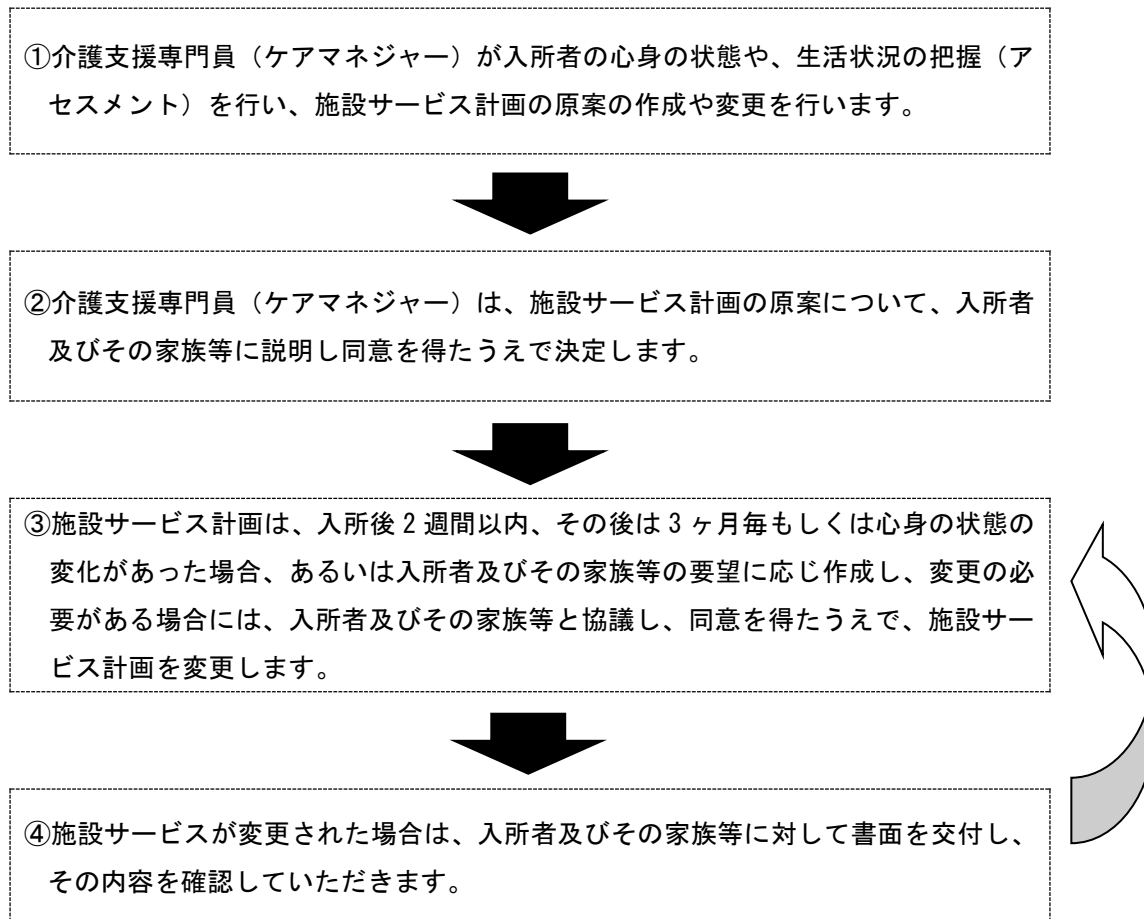 ①介護支援専門員（ケアマネジャー）が入所者の心身の状態や、生活状況の把握（ア
セスメント）を行い、施設サービス計画の原案の作成や変更を行います。
②介護支援専門員（ケアマネジャー）は、施設サービス計画の原案について、入所者
及びその家族等に説明し同意を得たうえで決定します。
③施設サービス計画は、入所後２週間以内、その後は３ヶ月毎もしくは心身の状態の
変化があった場合、あるいは入所者及びその家族等の要望に応じ作成し、変更の必
要がある場合には、入所者及びその家族等と協議し、同意を得たうえで、施設サー
ビス計画を変更します。
④施設サービスが変更された場合は、入所者及びその家族等に対して書面を交付し、
その内容を確認していただきます。